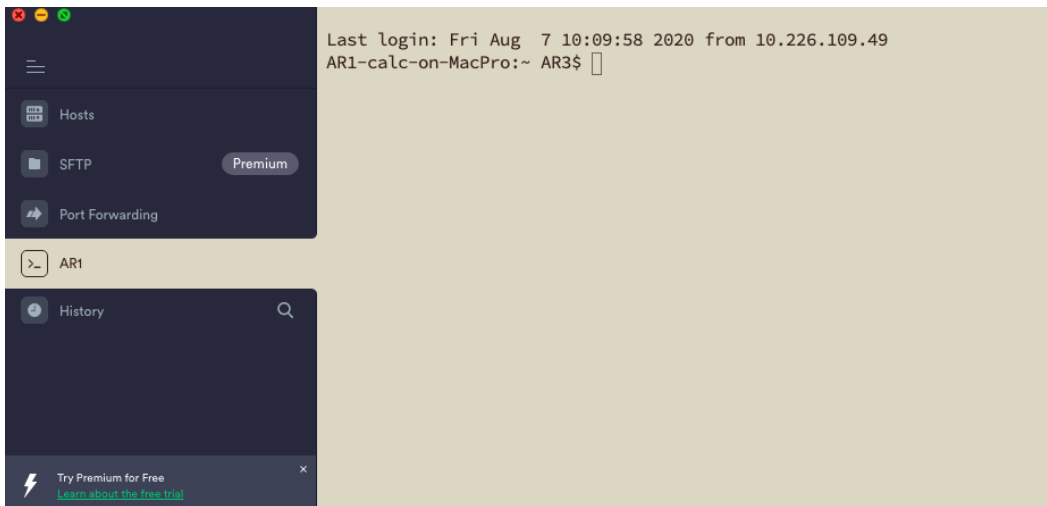 Hosts
SFTP Premium
Port Forwarding
AR1
History
Try Premium for Free
Learn about the free trial
Last login: Fri Aug  7 10:09:58 2020 from 10.226.109.49
AR1-calc-on-MacPro:~ AR3$